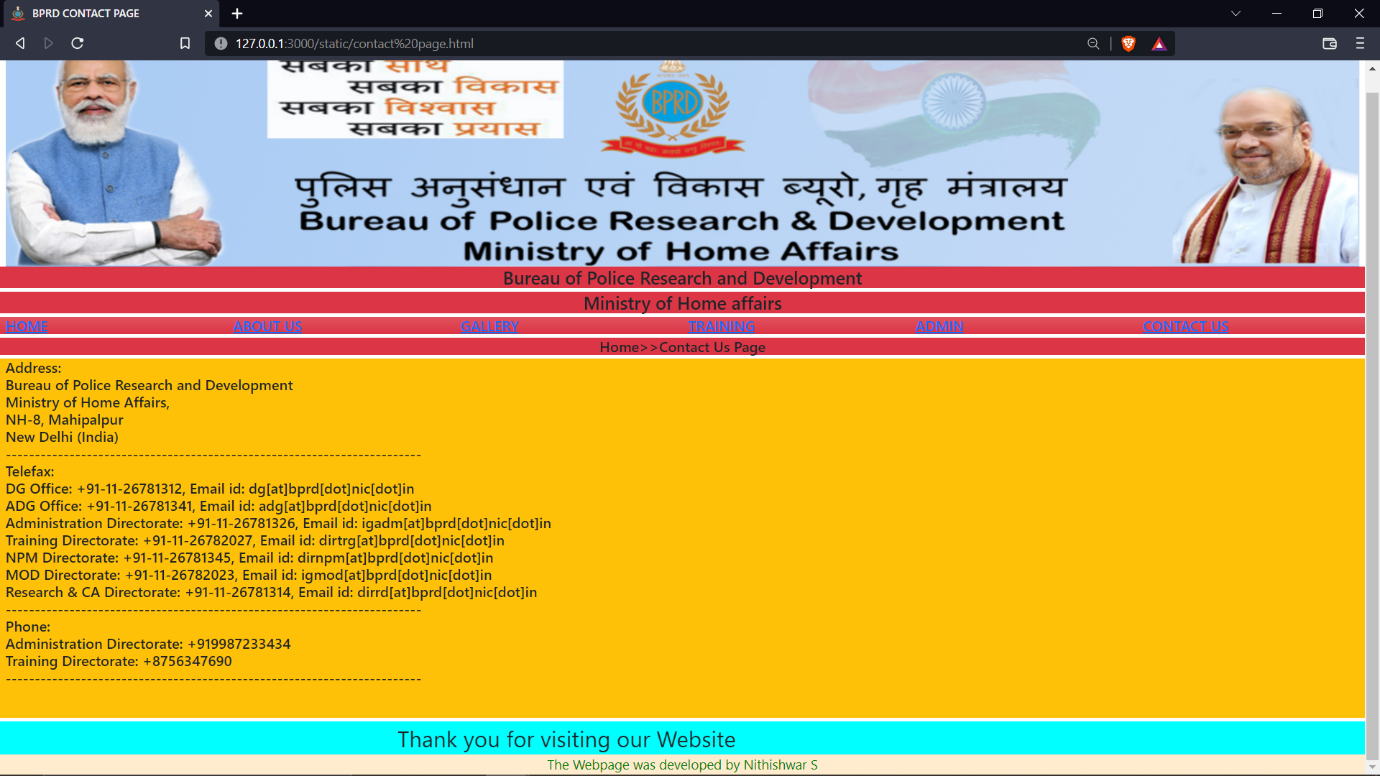 BPRD CONTACT PAGE
127.0.0.1:3000/static/contact%20page.html
सबका साथ
सबका विकास
सबका विश्वास
सबका प्रयास
BPRD
पुलिस अनुसंधान एवं विकास ब्यूरो, गृह मंत्रालय
Bureau of Police Research & Development
Ministry of Home Affairs
Bureau of Police Research and Development
Ministry of Home affairs
HOME ABOUT US GALLERY TRAINING ADMIN CONTACT US
Home>>Contact Us Page
Address:
Bureau of Police Research and Development
Ministry of Home Affairs,
NH-8, Mahipalpur
New Delhi (India)
------------------------------------------------------------------------
Telefax:
DG Office: +91-11-26781312, Email id: dg[at]bprd[dot]nic[dot]in
ADG Office: +91-11-26781341, Email id: adg[at]bprd[dot]nic[dot]in
Administration Directorate: +91-11-26781326, Email id: igadm[at]bprd[dot]nic[dot]in
Training Directorate: +91-11-26782027, Email id: dirtrg[at]bprd[dot]nic[dot]in
NPM Directorate: +91-11-26781345, Email id: dirnpm[at]bprd[dot]nic[dot]in
MOD Directorate: +91-11-26782023, Email id: igmod[at]bprd[dot]nic[dot]in
Research & CA Directorate: +91-11-26781314, Email id: dirrd[at]bprd[dot]nic[dot]in
------------------------------------------------------------------------
Phone:
Administration Directorate: +919987233434
Training Directorate: +8756347690
------------------------------------------------------------------------
Thank you for visiting our Website
The Webpage was developed by Nithishwar S